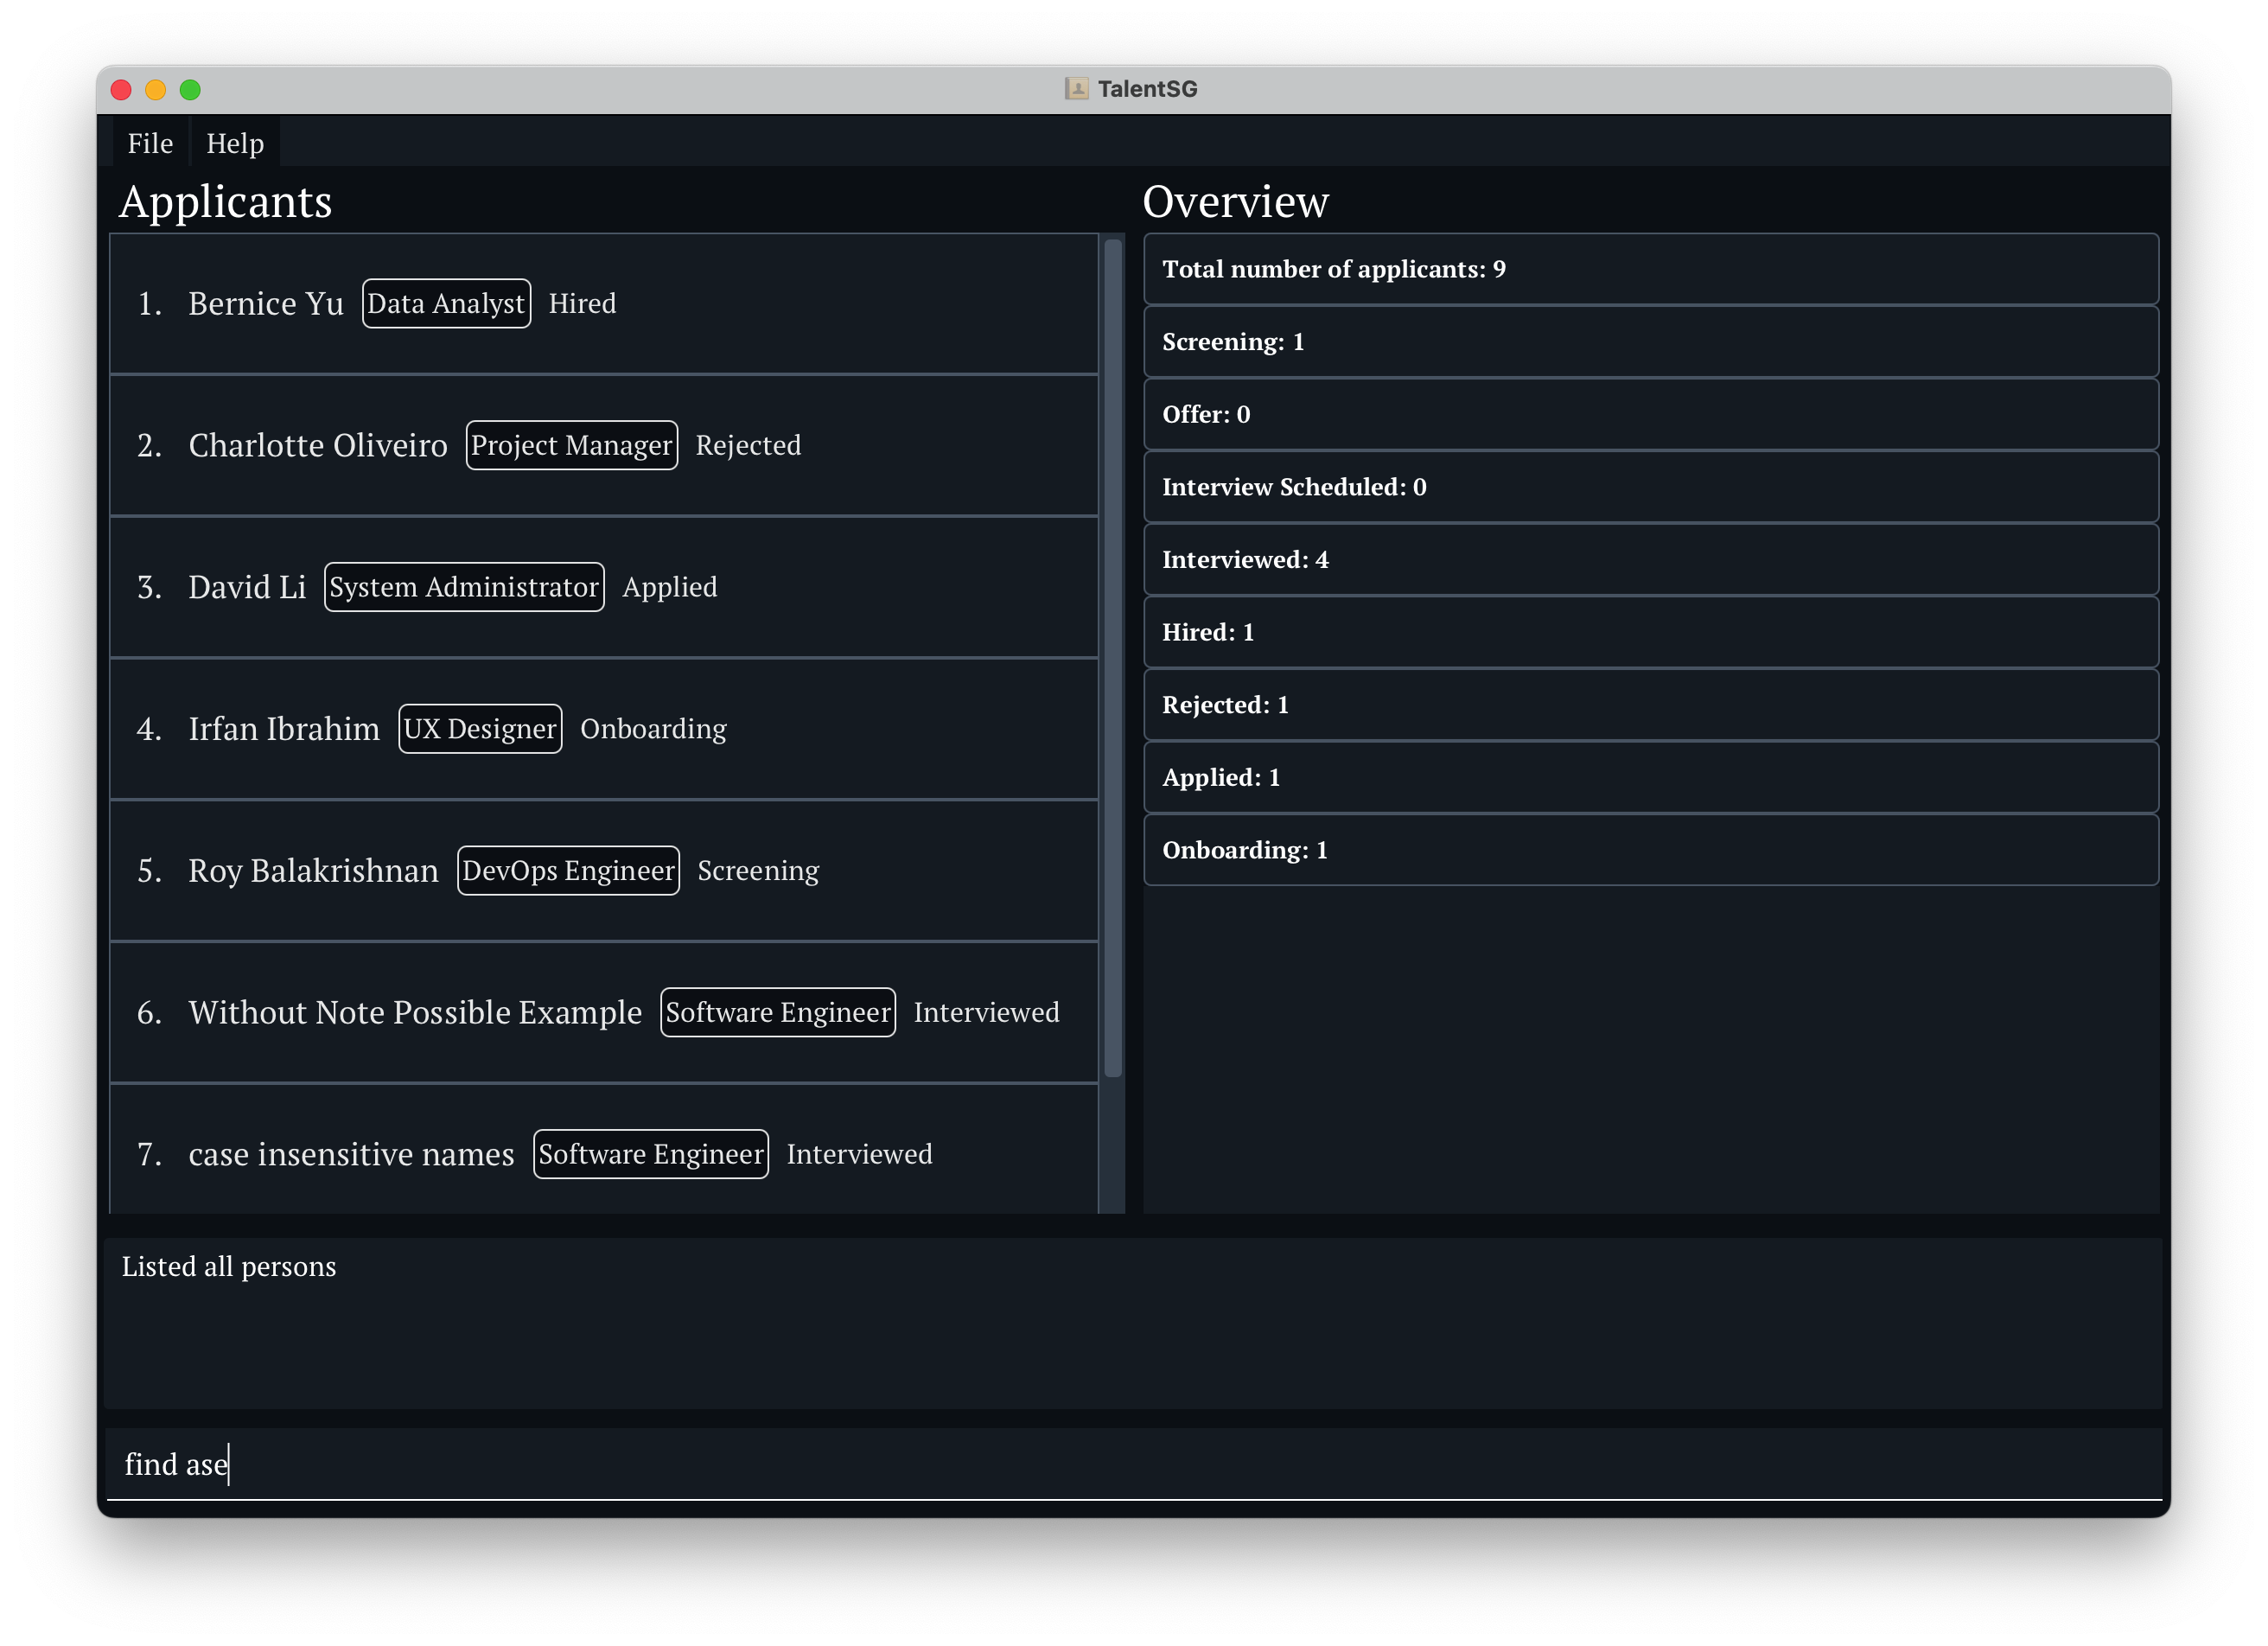 TalentSG
File Help
Applicants
1. Bernice Yu Data Analyst Hired
2. Charlotte Oliveiro Project Manager Rejected
3. David Li System Administrator Applied
4. Irfan Ibrahim UX Designer Onboarding
5. Roy Balakrishnan DevOps Engineer Screening
6. Without Note Possible Example Software Engineer Interviewed
7. case insensitive names Software Engineer Interviewed
Overview
Total number of applicants: 9
Screening: 1
Offer: 0
Interview Scheduled: 0
Interviewed: 4
Hired: 1
Rejected: 1
Applied: 1
Onboarding: 1
Listed all persons
find ase